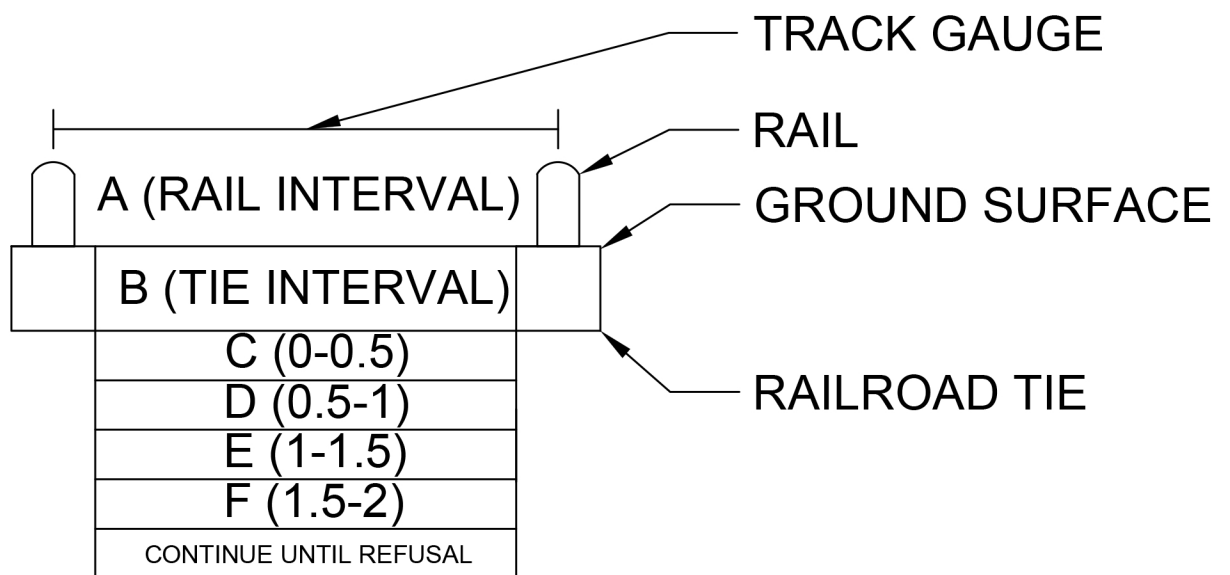 TRACK GAUGE
RAIL
A (RAIL INTERVAL)
GROUND SURFACE
B (TIE INTERVAL)
C (0-0.5)
D (0.5-1)
RAILROAD TIE
E (1-1.5)
F (1.5-2)
CONTINUE UNTIL REFUSAL